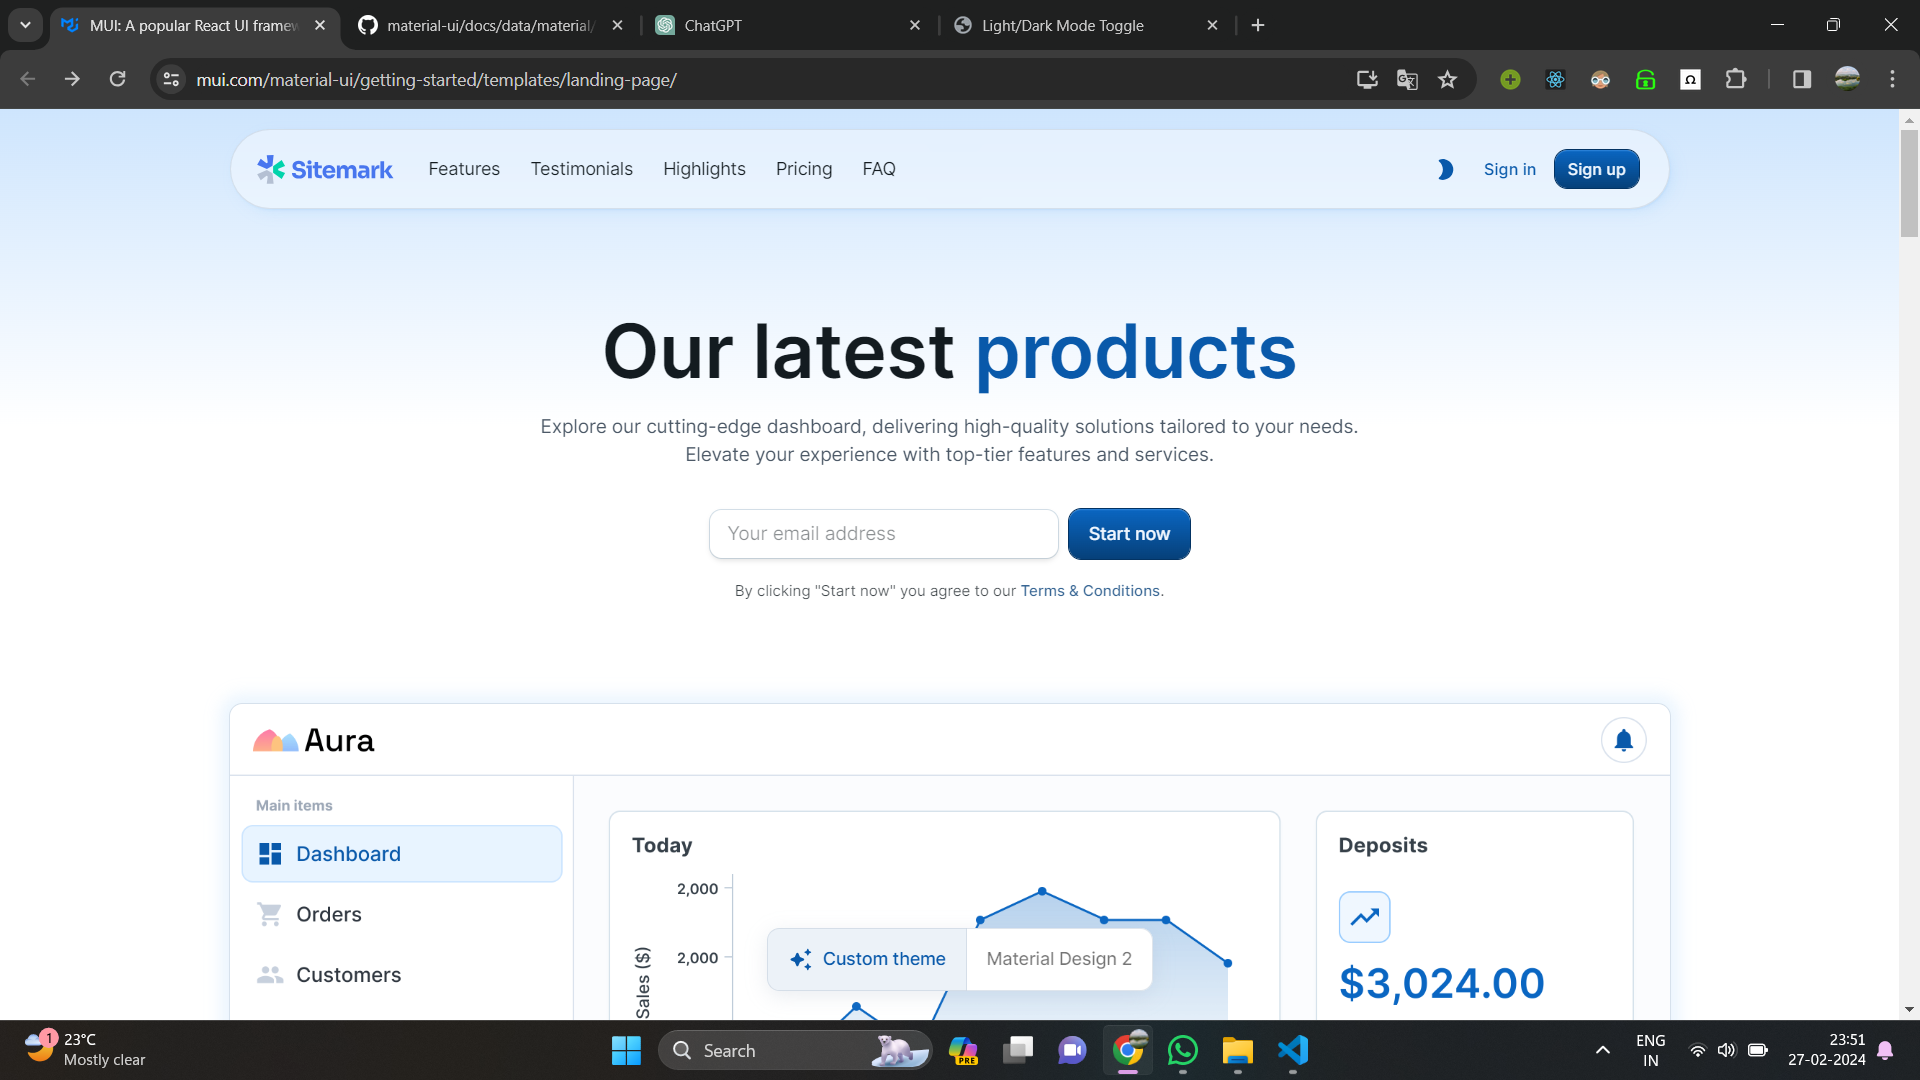 MUI: A popular React UI framew
material-ui/docs/data/material/
ChatGPT
Light/Dark Mode Toggle
mui.com/material-ui/getting-started/templates/landing-page/
Sitemark
Features
Testimonials
Highlights
Pricing
FAQ
Sign in
Sign up
Our latest products
Explore our cutting-edge dashboard, delivering high-quality solutions tailored to your needs.
Elevate your experience with top-tier features and services.
Your email address
Start now
By clicking "Start now" you agree to our Terms & Conditions.
Aura
Main items
Dashboard
Orders
Customers
Today
2,000
2,000
Sales ($)
Custom theme
Material Design 2
Deposits
$3,024.00
1
23°C
Mostly clear
Search
PRE
ENG
IN
23:51
27-02-2024